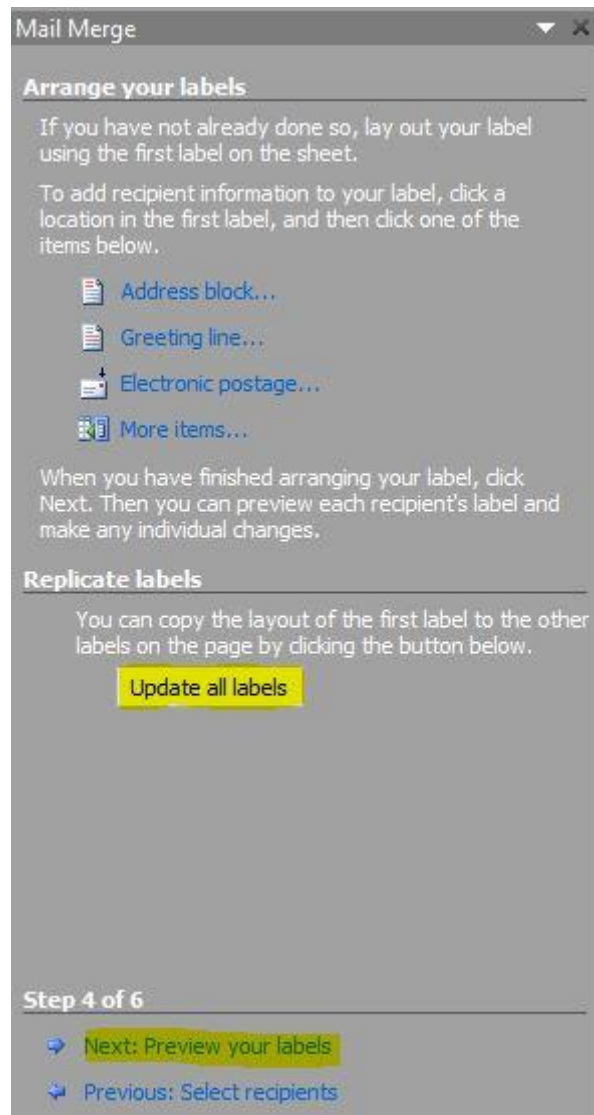 Mail Merge
Arrange your labels
If you have not already done so, lay out your label
using the first label on the sheet.
To add recipient information to your label, click a
location in the first label, and then click one of the
items below.
Address block...
Greeting line...
Electronic postage...
More items...
When you have finished arranging your label, click
Next. Then you can preview each recipient's label and
make any individual changes.
Replicate labels
You can copy the layout of the first label to the other
labels on the page by clicking the button below.
Update all labels
Step 4 of 6
Next: Preview your labels
Previous: Select recipients